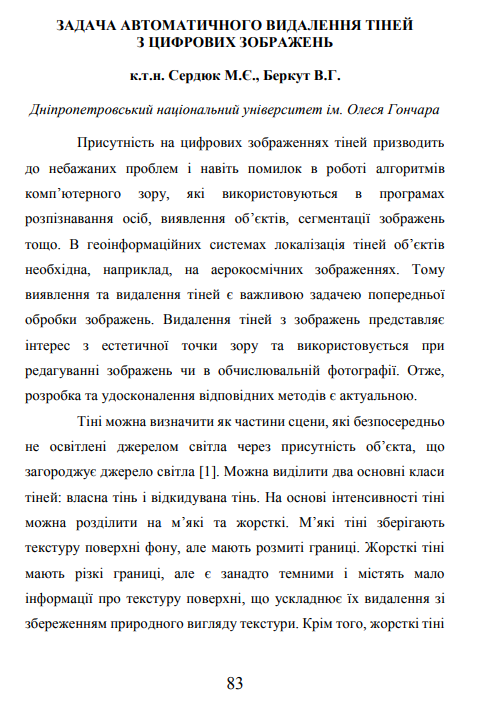 ЗАДАЧА АВТОМАТИЧНОГО ВИДАЛЕННЯ ТІНЕЙ
З ЦИФРОВИХ ЗОБРАЖЕНЬ
к.т.н. Сердюк М.Є., Беркут В.Г.
Дніпропетровський національний університет ім. Олеся Гончара
Присутність на цифрових зображеннях тіней призводить
до небажаних проблем і навіть помилок в роботі алгоритмів
комп’ютерного зору, які використовуються в програмах
розпізнавання осіб, виявлення об’єктів, сегментації зображень
тощо. В геоінформаційних системах локалізація тіней об’єктів
необхідна, наприклад, на аерокосмічних зображеннях. Тому
виявлення та видалення тіней є важливою задачею попередньої
обробки зображень. Видалення тіней з зображень представляє
інтерес з естетичної точки зору та використовується при
редагуванні зображень чи в обчислювальній фотографії. Отже,
розробка та удосконалення відповідних методів є актуальною.
Тіні можна визначити як частини сцени, які безпосередньо
не освітлені джерелом світла через присутність об’єкта, що
загороджує джерело світла [1]. Можна виділити два основні класи
тіней: власна тінь і відкидувана тінь. На основі інтенсивності тіні
можна розділити на м’які та жорсткі. М’які тіні зберігають
текстуру поверхні фону, але мають розмиті границі. Жорсткі тіні
мають різкі границі, але є занадто темними і містять мало
інформації про текстуру поверхні, що ускладнює їх видалення зі
збереженням природного вигляду текстури. Крім того, жорсткі тіні
83